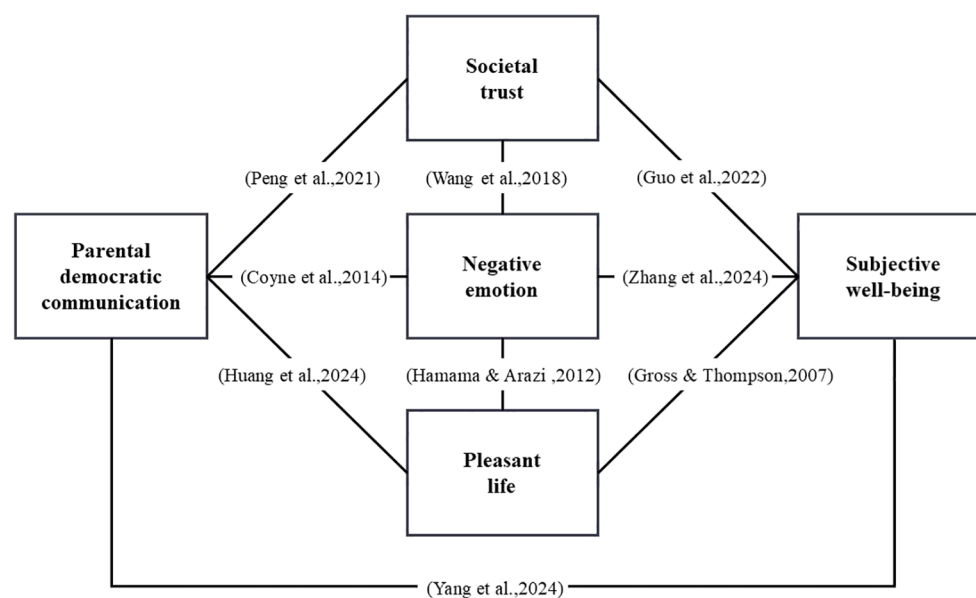 Societal
trust
(Peng et al.,2021)
(Wang et al.,2018)
(Guo et al.,2022)
Parental
democratic
communication
(Coyne et al.,2014)
Negative
emotion
(Zhang et al.,2024)
Subjective
well-being
(Huang et al.,2024)
(Hamama & Arazi ,2012)
(Gross & Thompson,2007)
Pleasant
life
(Yang et al.,2024)